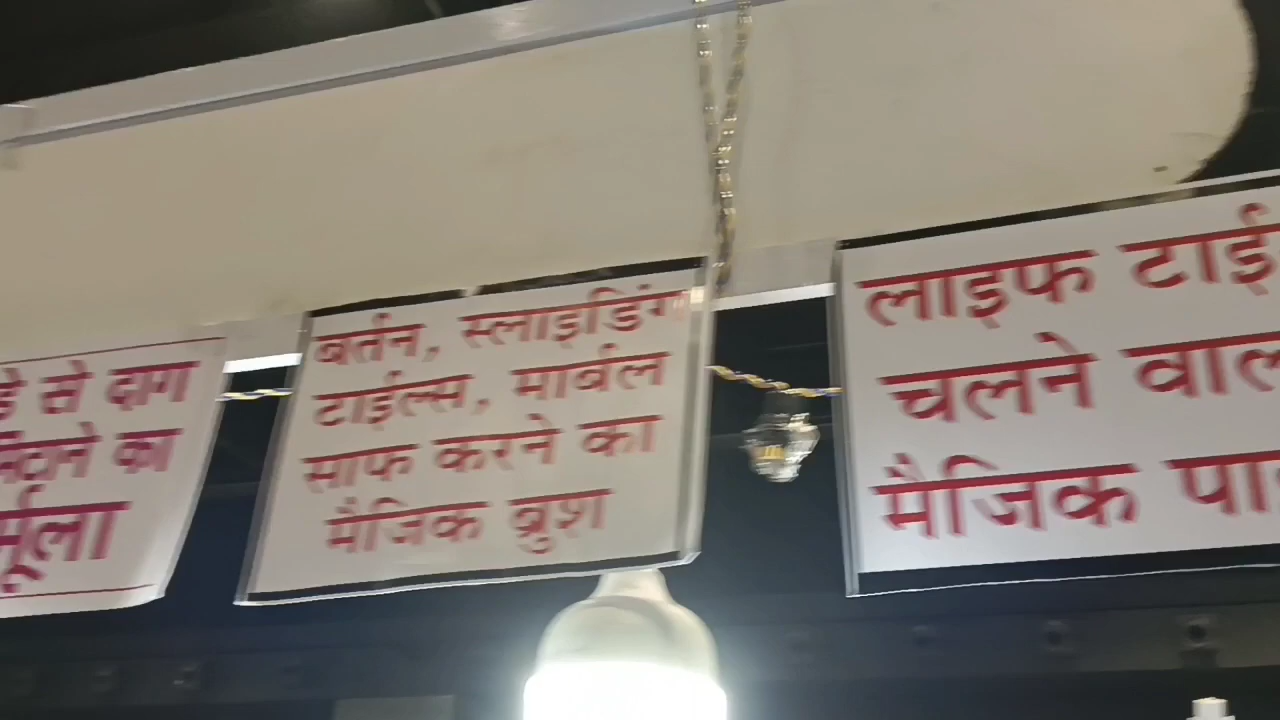 से दाग
का
बर्तन, स्लाइडिंग
टाईल्स, मार्बल
साफ करने का
मैजिक ब्रुश
लाइफ टाई
चलने वाल
मैजिक